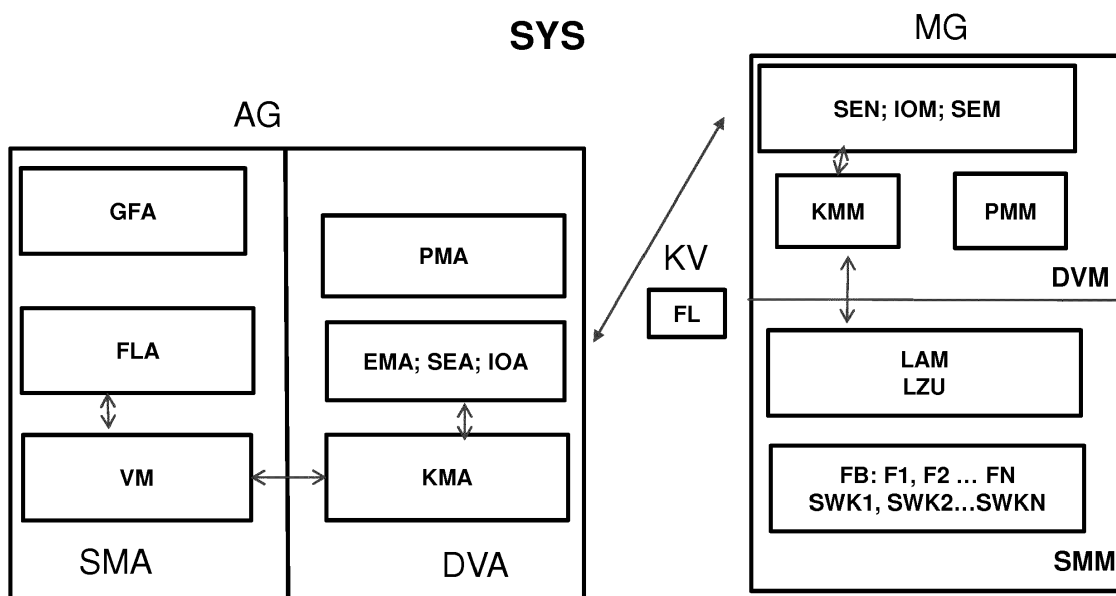 SYS
MG
AG
SEN; IOM; SEM
GFA
KMM
PMM
PMA
KV
DVM
FL
FLA
EMA; SEA; IOA
LAM
LZU
VM
KMA
FB: F1, F2 ... FN
SWK1, SWK2...SWKN
SMA
DVA
SMM